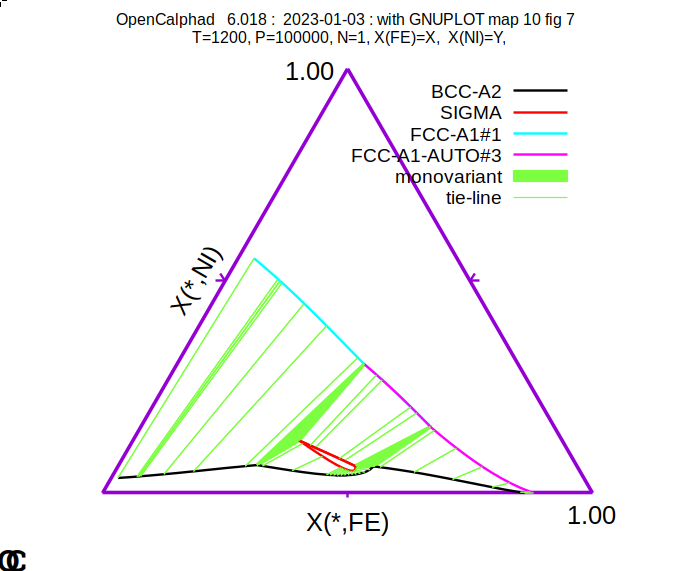 OpenCalphad   6.018 :  2023-01-03 : with GNUPLOT map 10 fig 7
T=1200, P=100000, N=1, X(FE)=X,  X(NI)=Y,
1.00
BCC-A2
SIGMA
FCC-A1#1
FCC-A1-AUTO#3
monovariant
tie-line
X(*,NI)
X(*,FE)
1.00